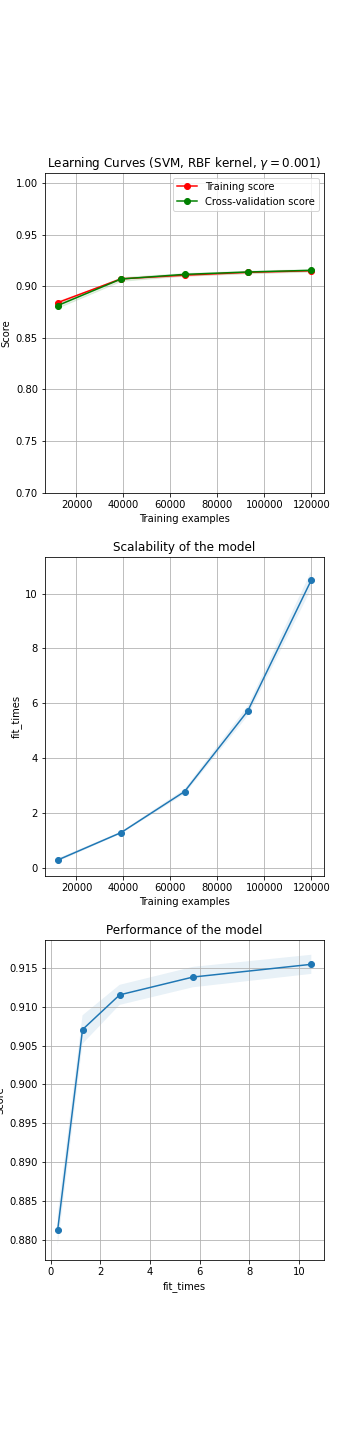 Learning Curves (SVM, RBF kernel, γ = 0.001)
Training score
Cross-validation score
1.00
0.95
0.90
0.85
0.80
0.75
0.70
Score
20000 40000 60000 80000 100000 120000
Training examples
Scalability of the model
10
8
6
4
2
0
fit_times
20000 40000 60000 80000 100000 120000
Training examples
Performance of the model
0.915
0.910
0.905
0.900
0.895
0.890
0.885
0.880
0 2 4 6 8 10
fit_times